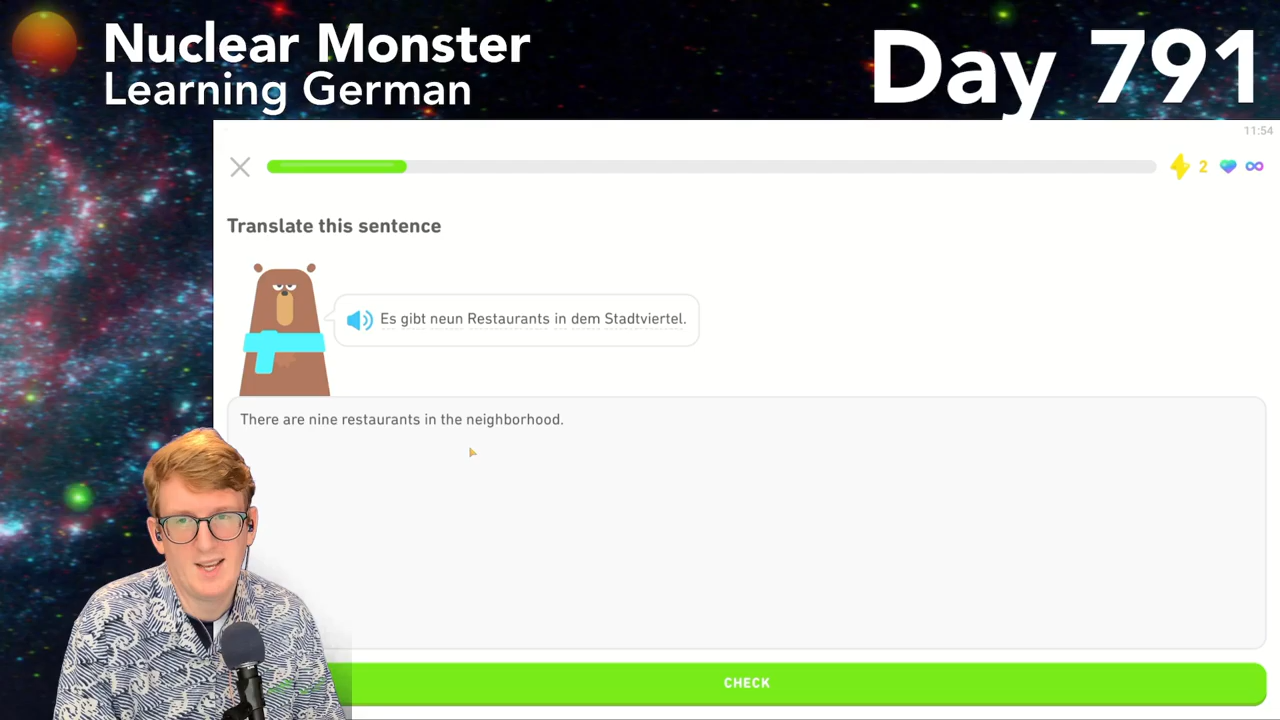 Nuclear Monster
Learning German
Day 791
11:54
2
Translate this sentence
Es gibt neun Restaurants in dem Stadtviertel.
There are nine restaurants in the neighborhood.
CHECK